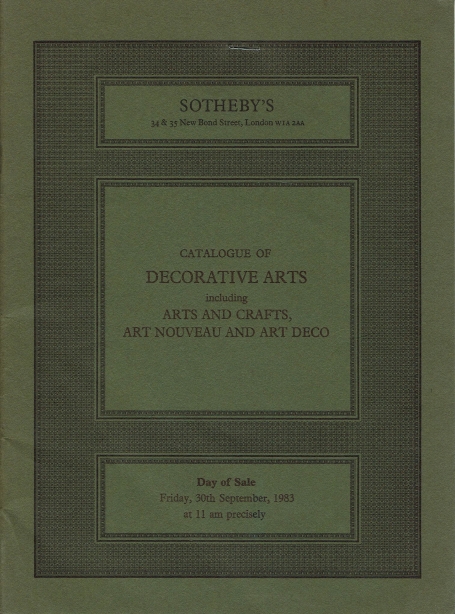 SOTHEBY'S
34 & 35 New Bond Street, London W1A 2AA
CATALOGUE OF
DECORATIVE ARTS
including
ARTS AND CRAFTS,
ART NOUVEAU AND ART DECO
Day of Sale
Friday, 30th September, 1983
at 11 am precisely